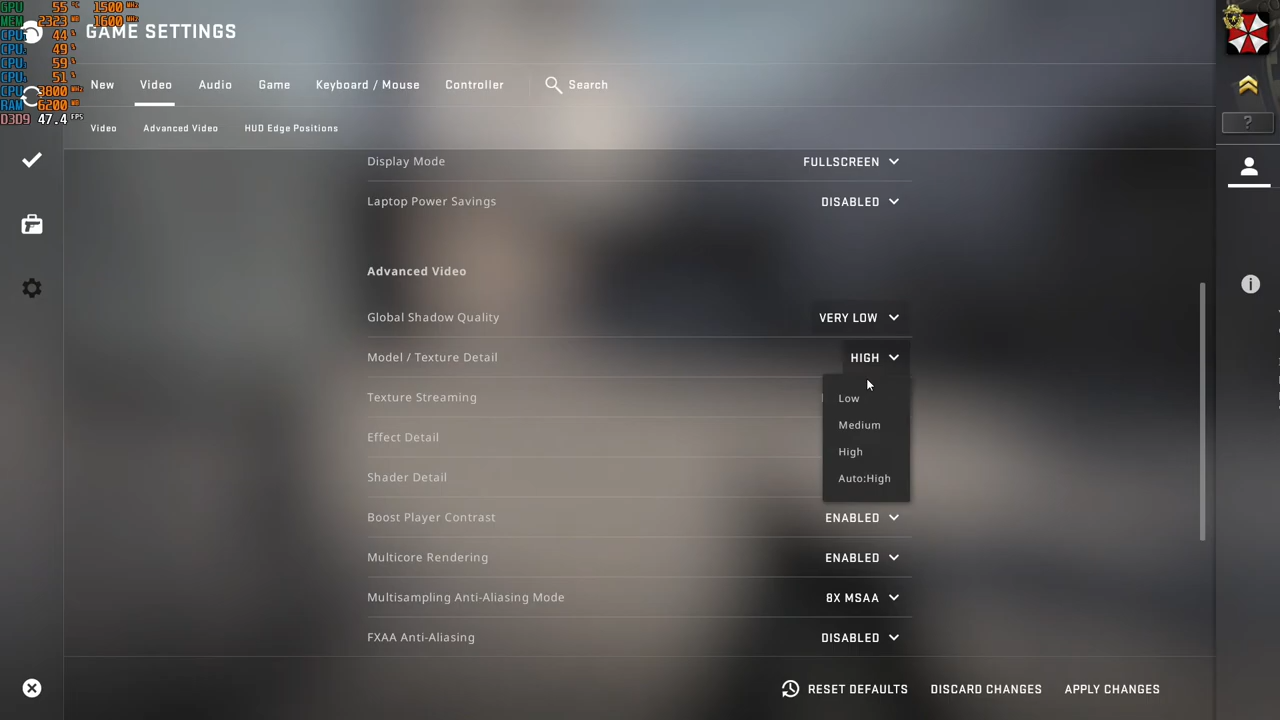 GPU 55 °C 1500 MHz
MEM 2323 MB 1600 MHz
CPU 44 %
CPU 49 %
CPU 59 %
CPU 51 %
CPU 3800 MHz
RAM 6200 MB
D3D9 47.4 FPS
GAME SETTINGS
New Video Audio Game Keyboard / Mouse Controller Search
Video Advanced Video HUD Edge Positions
?
Display Mode FULLSCREEN
Laptop Power Savings DISABLED
Advanced Video
Global Shadow Quality VERY LOW
Model / Texture Detail HIGH
Low
Medium
High
Auto:High
Texture Streaming
Effect Detail
Shader Detail
Boost Player Contrast ENABLED
Multicore Rendering ENABLED
Multisampling Anti-Aliasing Mode 8X MSAA
FXAA Anti-Aliasing DISABLED
RESET DEFAULTS DISCARD CHANGES APPLY CHANGES